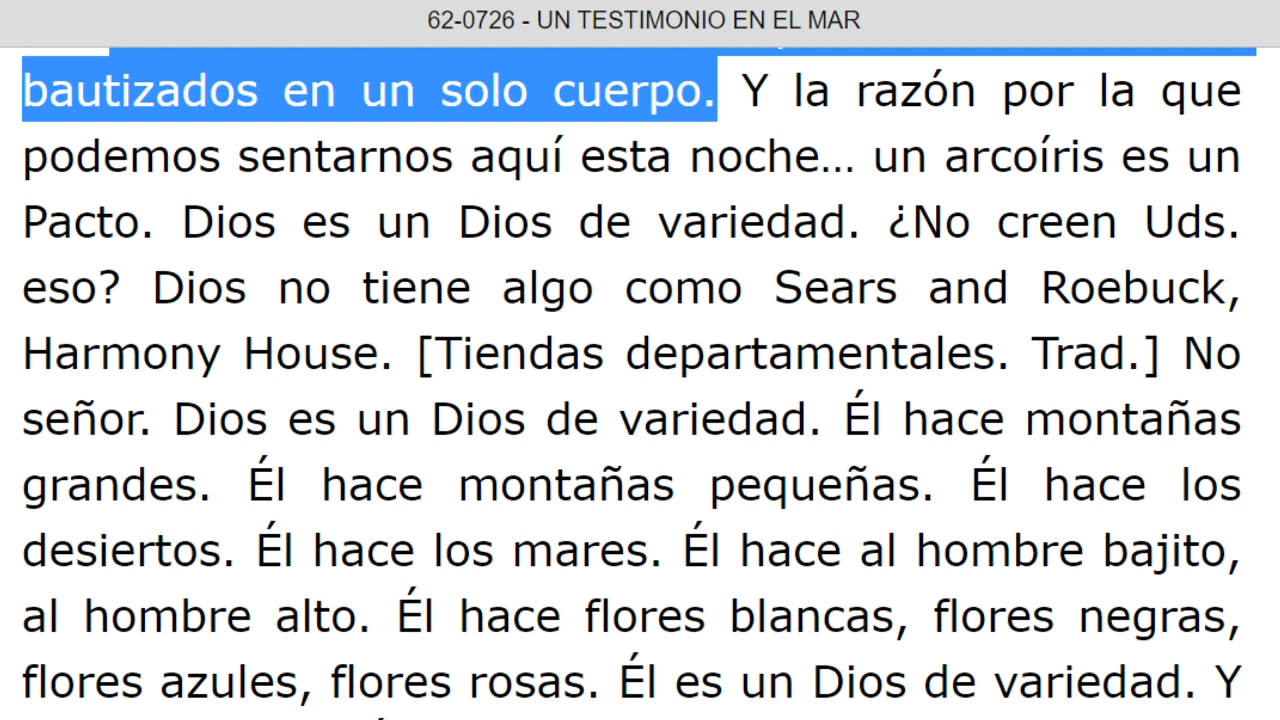 62-0726 - UN TESTIMONIO EN EL MAR
bautizados en un solo cuerpo. Y la razón por la que
podemos sentarnos aquí esta noche... un arcoíris es un
Pacto. Dios es un Dios de variedad. ¿No creen Uds.
eso? Dios no tiene algo como Sears and Roebuck,
Harmony House. [Tiendas departamentales. Trad.] No
señor. Dios es un Dios de variedad. Él hace montañas
grandes. Él hace montañas pequeñas. Él hace los
desiertos. Él hace los mares. Él hace al hombre bajito,
al hombre alto. Él hace flores blancas, flores negras,
flores azules, flores rosas. Él es un Dios de variedad. Y